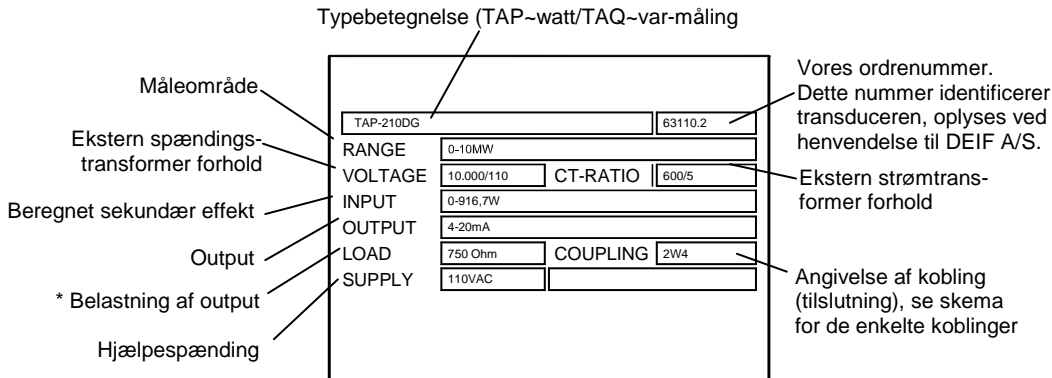 Typebetegnelse (TAP~watt/TAQ~var-måling
Måleområde
Ekstern spændings-
transformer forhold
Beregnet sekundær effekt
Output
* Belastning af output
Hjælpespænding
TAP-210DG 63110.2
RANGE 0-10MW
VOLTAGE 10.000/110 CT-RATIO 600/5
INPUT 0-916,7W
OUTPUT 4-20mA
LOAD 750 Ohm COUPLING 2W4
SUPPLY 110VAC
Vores ordrenummer.
Dette nummer identificerer
transduceren, oplyses ved
henvendelse til DEIF A/S.
Ekstern strømtrans-
former forhold
Angivelse af kobling
(tilslutning), se skema
for de enkelte koblinger